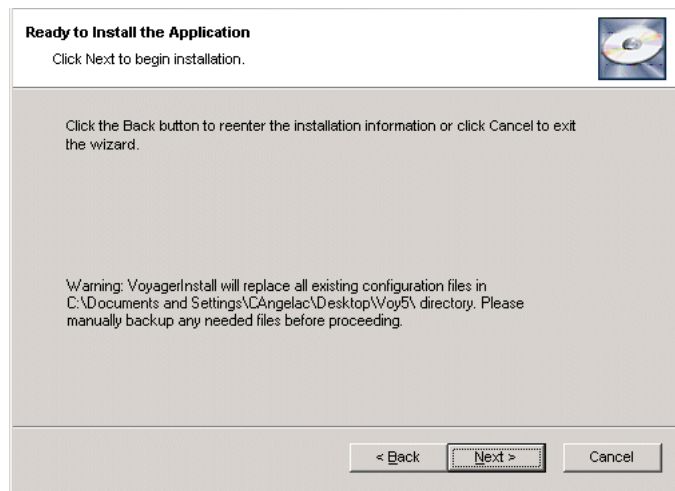 Ready to Install the Application
Click Next to begin installation.
Click the Back button to reenter the installation information or click Cancel to exit
the wizard.
Warning: VoyagerInstall will replace all existing configuration files in
C:\Documents and Settings\CAngelac\Desktop\Voy5\ directory. Please
manually backup any needed files before proceeding.
< Back
Next >
Cancel